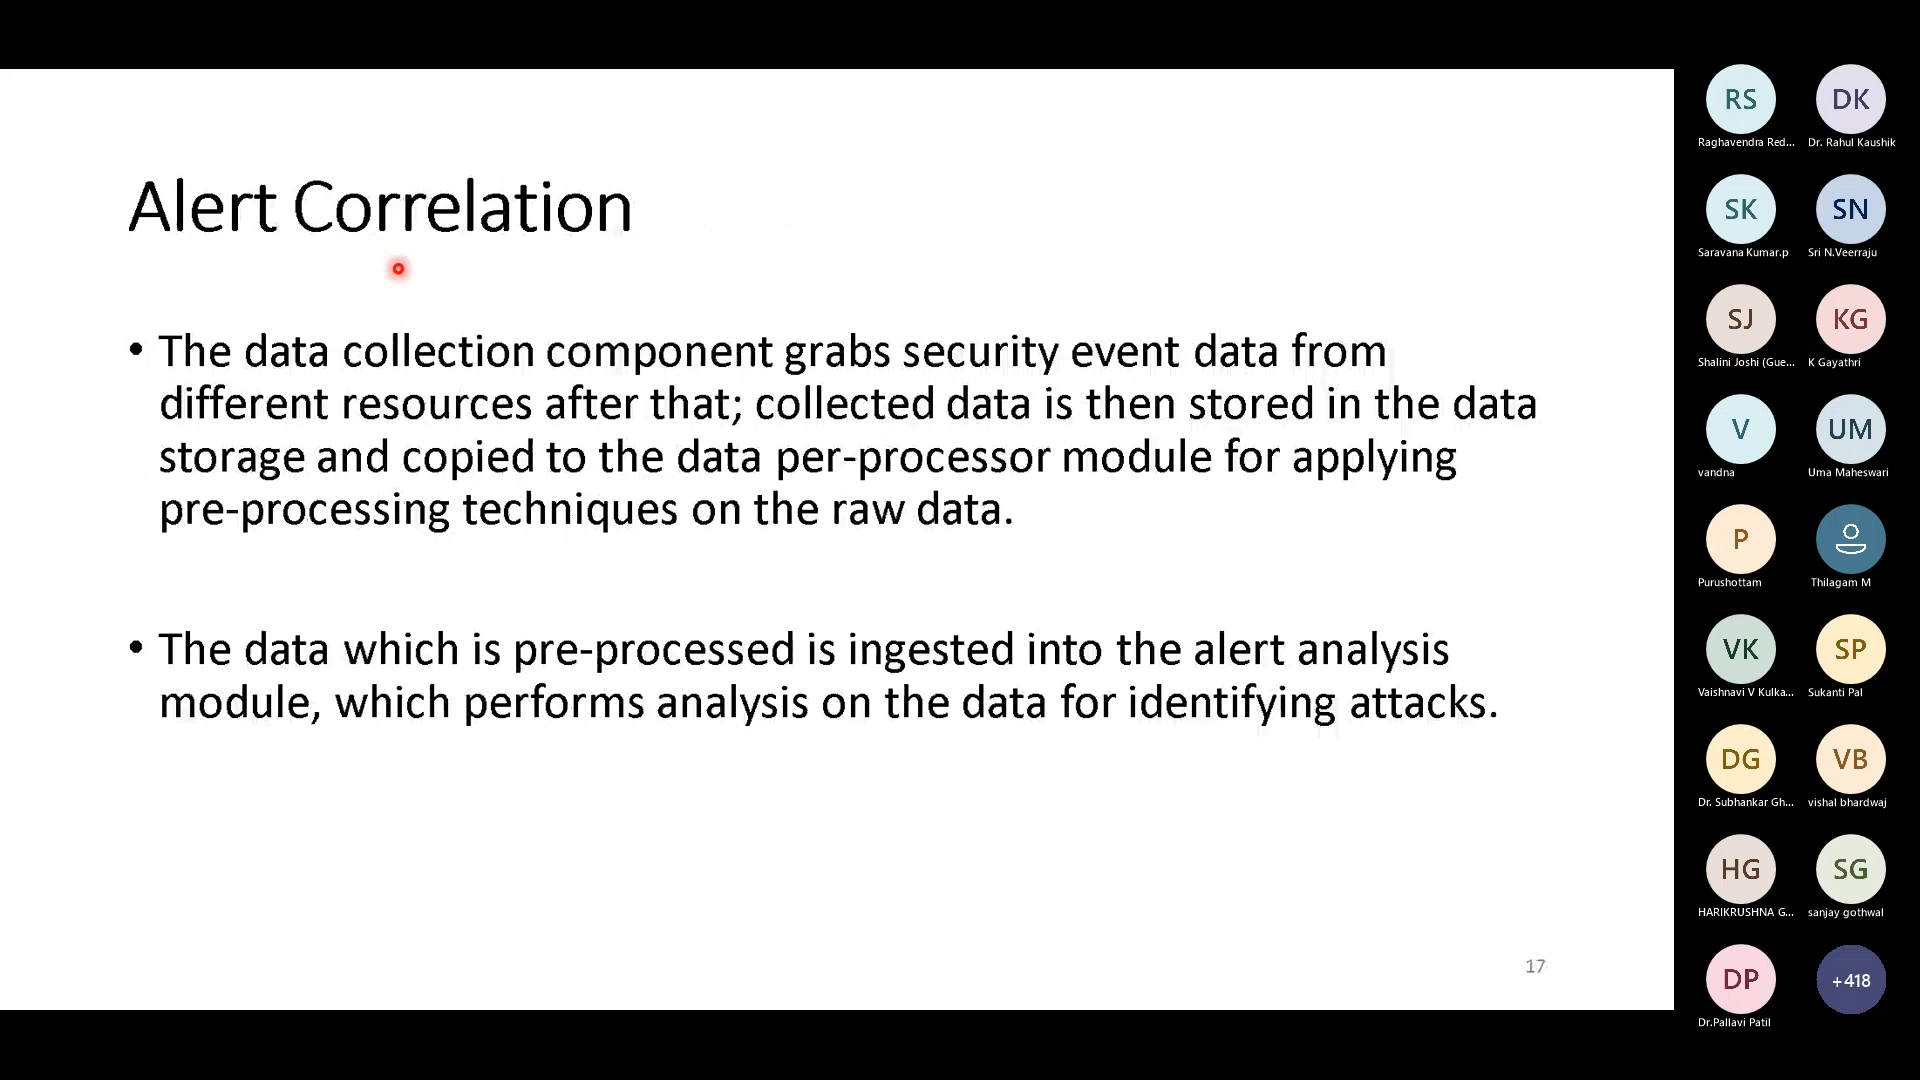 Alert Correlation
• The data collection component grabs security event data from
different resources after that; collected data is then stored in the data
storage and copied to the data per-processor module for applying
pre-processing techniques on the raw data.
• The data which is pre-processed is ingested into the alert analysis
module, which performs analysis on the data for identifying attacks.
17
RS DK
Raghavendra Red... Dr. Rahul Kaushik
SK SN
Saravana Kumar.p Sri N.Veerraju
SJ KG
Shalini Joshi (Gue... K Gayathri
V UM
vandna Uma Maheswari
P
Purushottam Thilagam M
VK SP
Vaishnavi V Kulka... Sukanti Pal
DG VB
Dr. Subhankar Gh... vishal bhardwaj
HG SG
HARIKRUSHNA G... sanjay gothwal
DP +418
Dr.Pallavi Patil